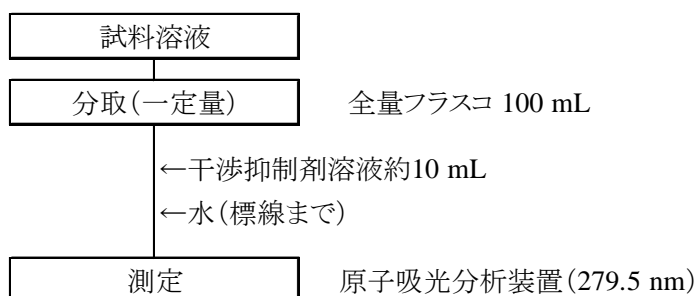 試料溶液
分取(一定量) 全量フラスコ 100 mL
←干渉抑制剤溶液約10 mL
←水(標線まで)
測定 原子吸光分析装置(279.5 nm)